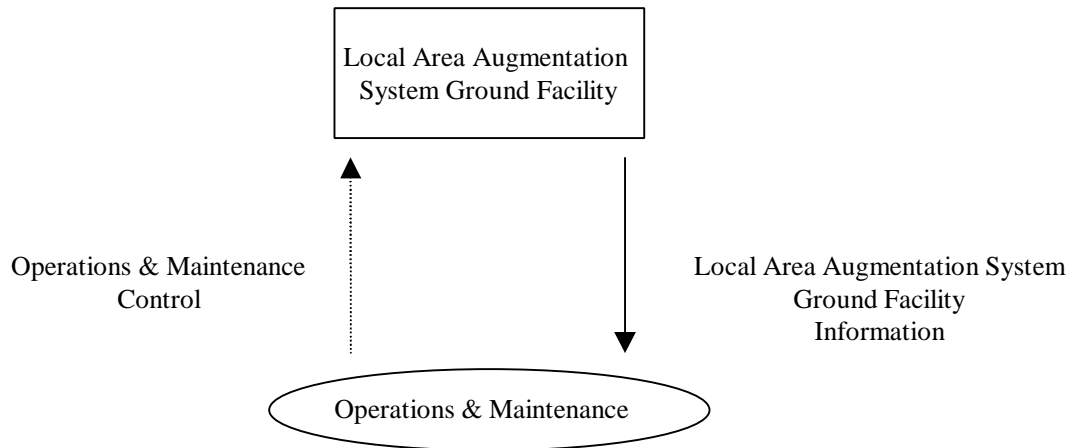 Local Area Augmentation
System Ground Facility
Operations & Maintenance
Control
Local Area Augmentation System
Ground Facility
Information
Operations & Maintenance